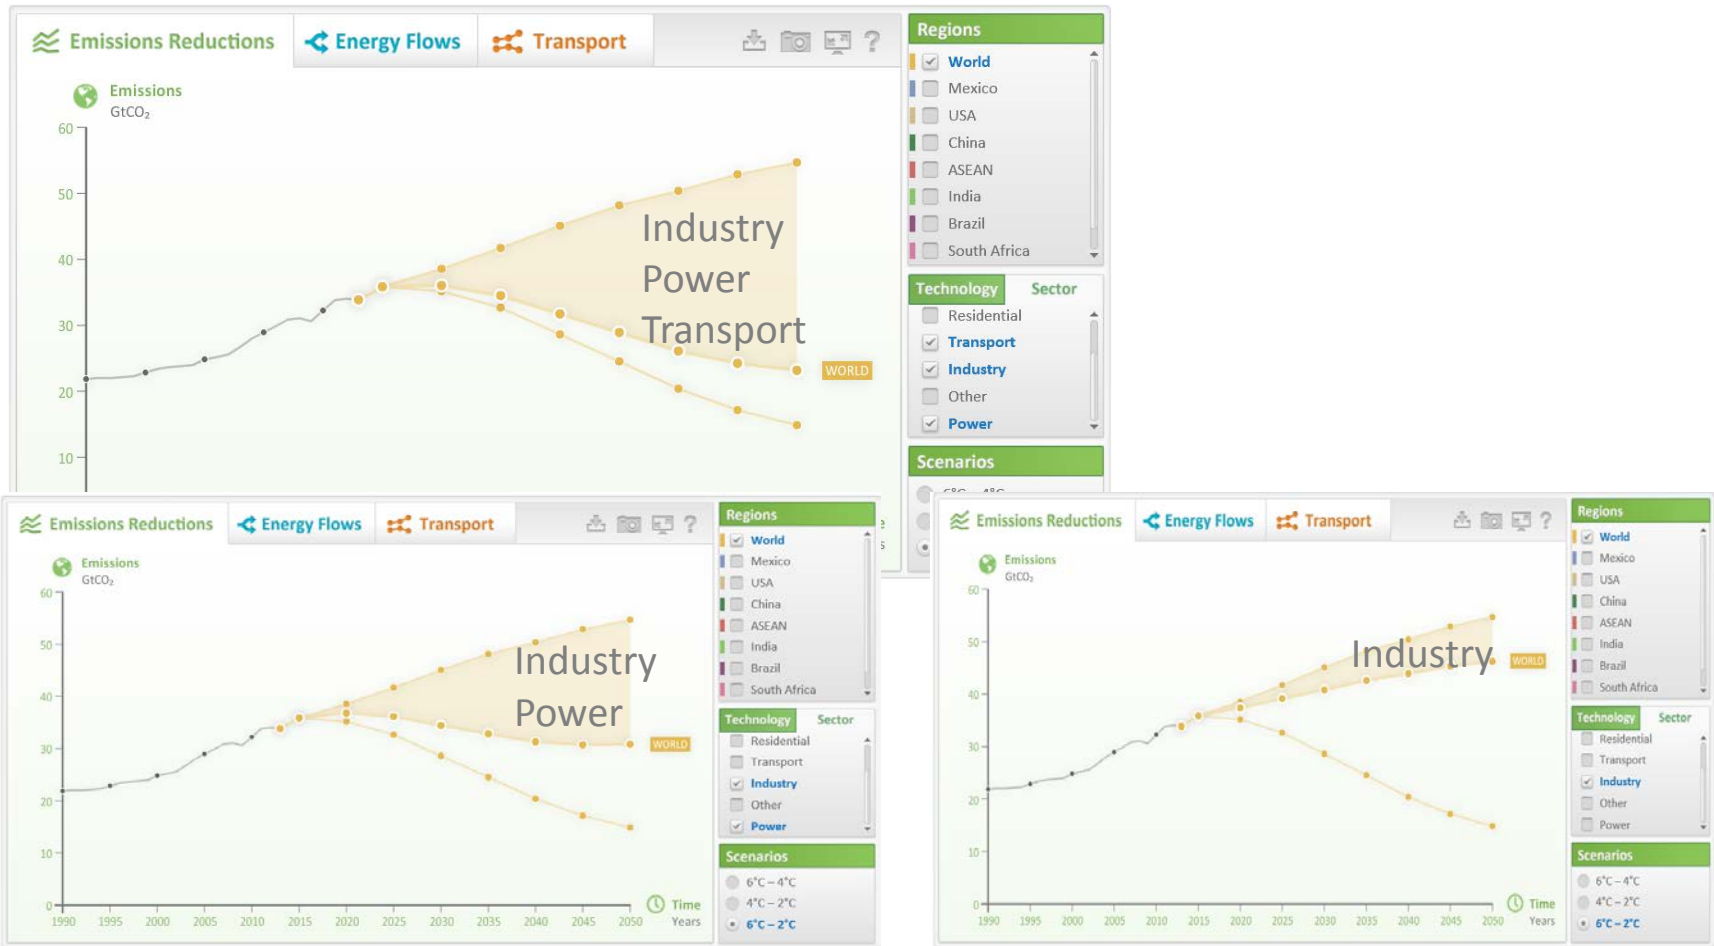 Emissions Reductions
Energy Flows
Transport
?
Emissions
GtCO₂
60
50
40
30
20
10
Industry
Power
Transport
WORLD
Regions
World
Mexico
USA
China
ASEAN
India
Brazil
South Africa
Technology Sector
Residential
Transport
Industry
Other
Power
Scenarios
e
s
Emissions Reductions
Energy Flows
Transport
?
Emissions
GtCO₂
60
50
40
30
20
10
0
1990 1995 2000 2005 2010 2015 2020 2025 2030 2035 2040 2045 2050
Time
Years
Industry
Power
WORLD
Regions
World
Mexico
USA
China
ASEAN
India
Brazil
South Africa
Technology Sector
Residential
Transport
Industry
Other
Power
Scenarios
6°C – 4°C
4°C – 2°C
6°C – 2°C
Emissions Reductions
Energy Flows
Transport
?
Emissions
GtCO₂
60
50
40
30
20
10
0
1990 1995 2000 2005 2010 2015 2020 2025 2030 2035 2040 2045 2050
Time
Years
Industry
WORLD
Regions
World
Mexico
USA
China
ASEAN
India
Brazil
South Africa
Technology Sector
Residential
Transport
Industry
Other
Power
Scenarios
6°C – 4°C
4°C – 2°C
6°C – 2°C